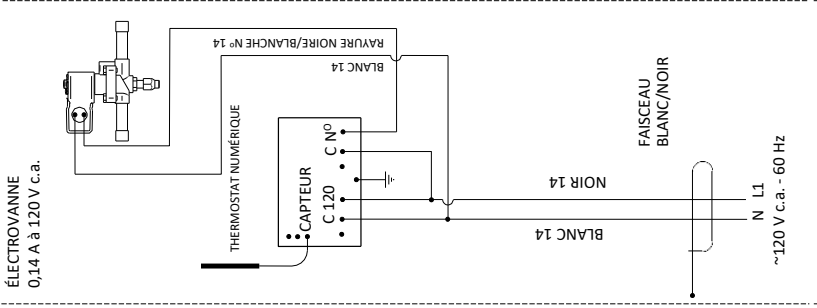 ÉLECTROVANNE
0,14 A à 120 V c.a.
RAYURE NOIRE/BLANCHE Nº 14
BLANC 14
THERMOSTAT NUMÉRIQUE
CAPTEUR
C Nº
C 120
NOIR 14
BLANC 14
FAISCEAU
BLANC/NOIR
N L1
~120 V c.a. - 60 Hz